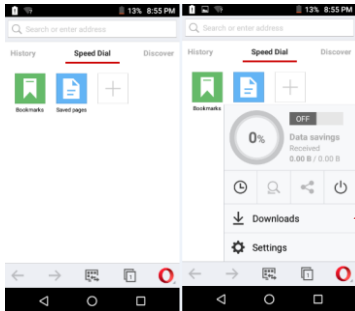 13% 8:55 PM
Search or enter address
History Speed Dial Discover
Bookmarks Saved pages
1
13% 8:55 PM
Search or enter address
History Speed Dial Discover
Bookmarks
OFF
0%
Data savings
Received
0.00 B / 0.00 B
Downloads
Settings
1